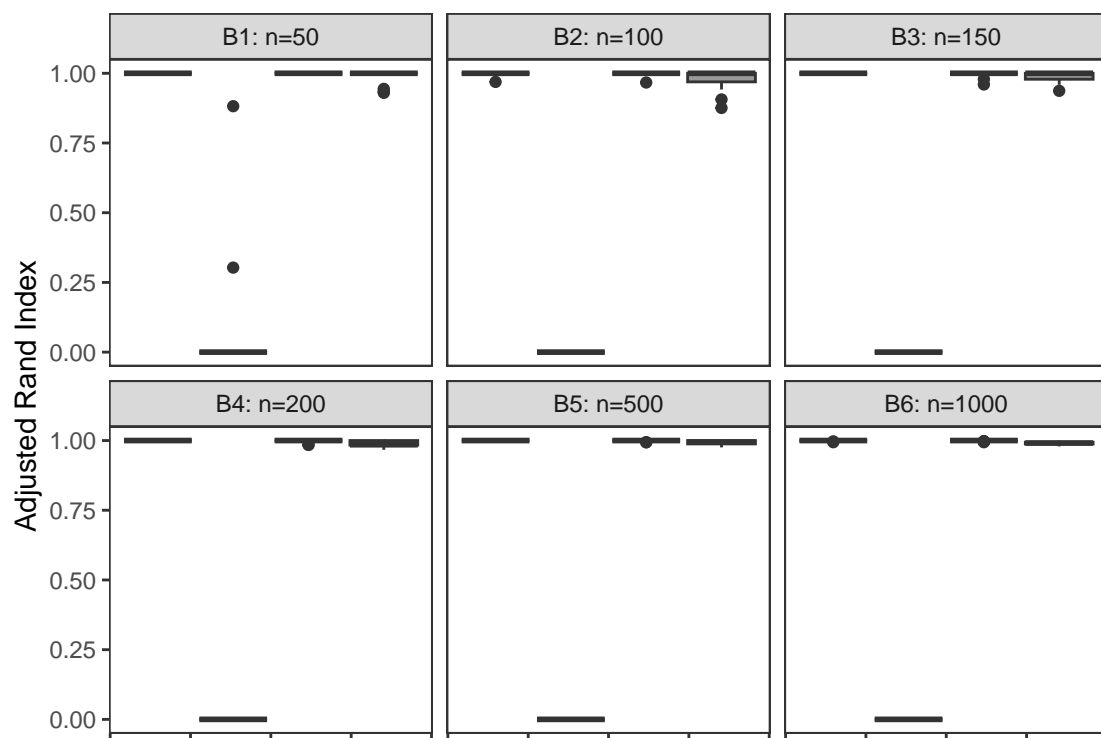 B1: n=50
B2: n=100
B3: n=150
1.00
0.75
0.50
0.25
0.00
Adjusted Rand Index
B4: n=200
B5: n=500
B6: n=1000
1.00
0.75
0.50
0.25
0.00